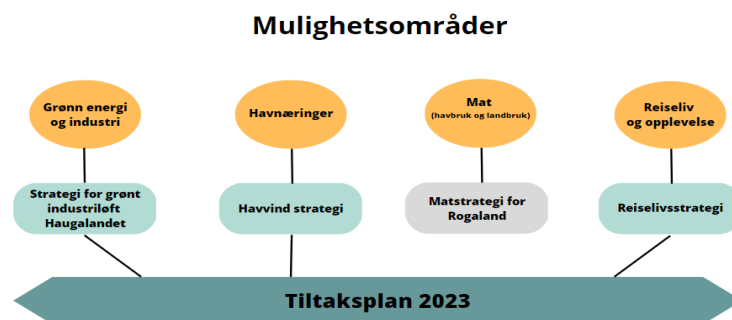 Mulighetsområder
Grønn energi
og industri
Havnæringer
Mat
(havbruk og landbruk)
Reiseliv
og opplevelse
Strategi for grønt
industriløft
Haugalandet
Havvind strategi
Matstrategi for
Rogaland
Reiselivsstrategi
Tiltaksplan 2023